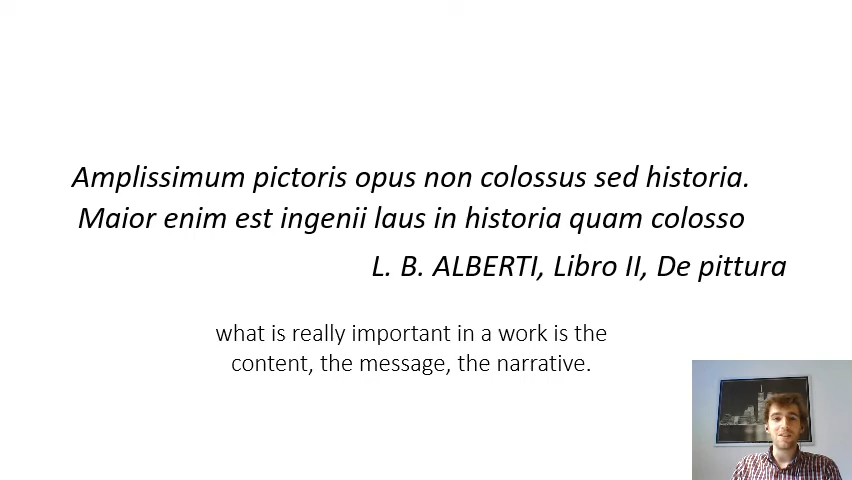 Amplissimum pictoris opus non colossus sed historia.
Maior enim est ingenii laus in historia quam colosso
L. B. ALBERTI, Libro II, De pittura
what is really important in a work is the
content, the message, the narrative.